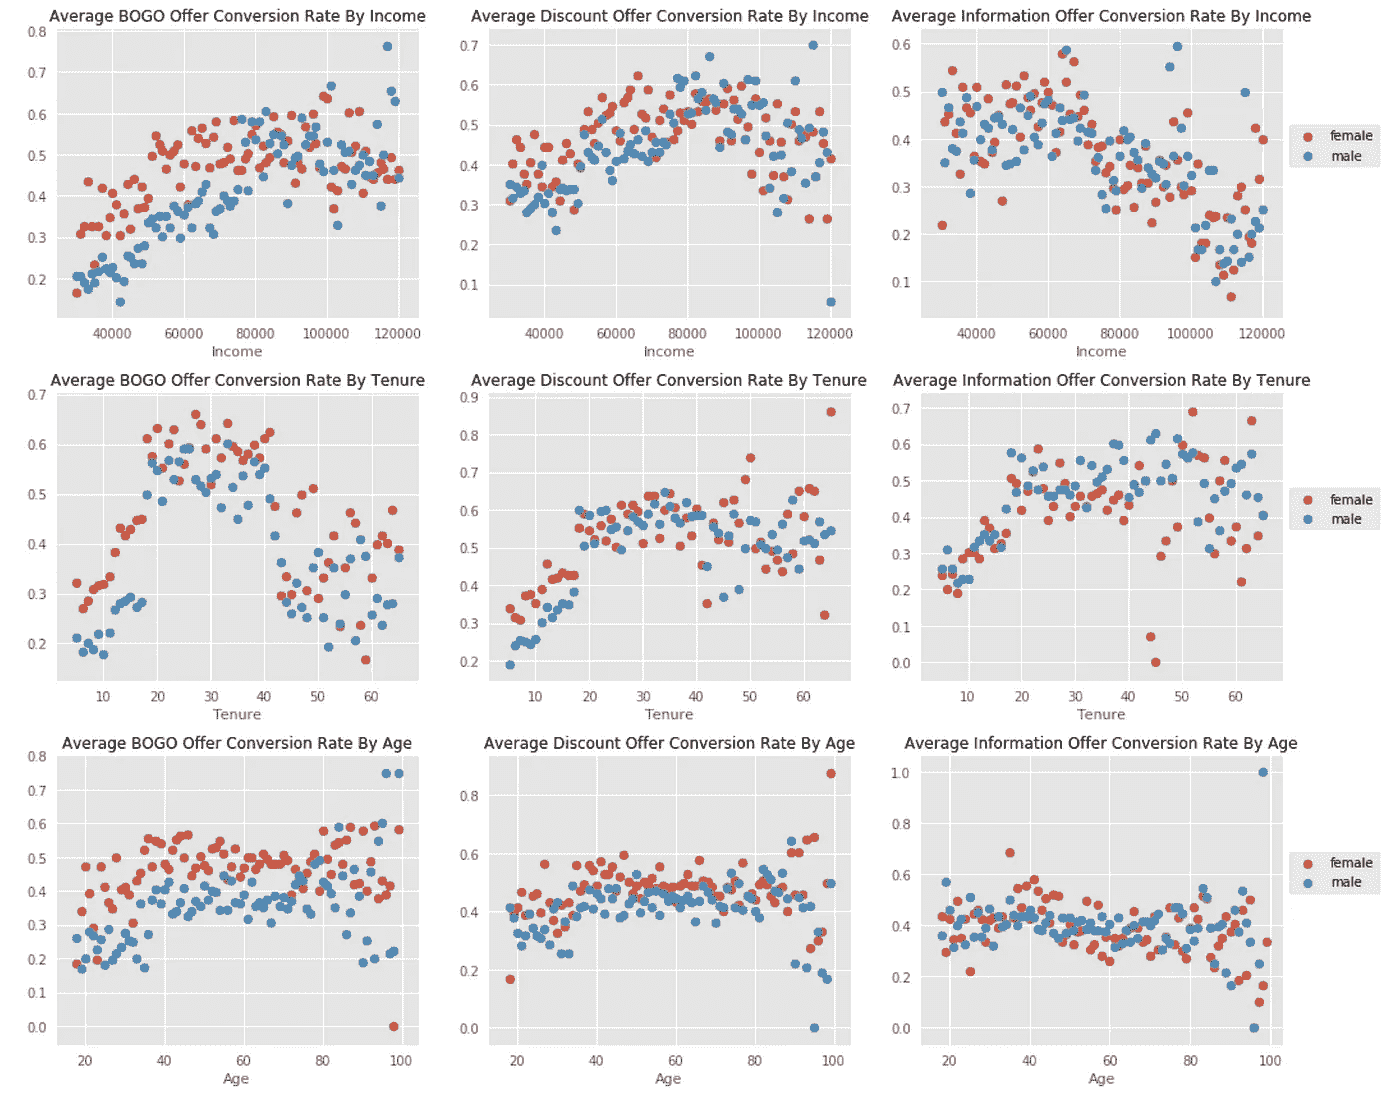 Average BOGO Offer Conversion Rate By Income
Average Discount Offer Conversion Rate By Income
Average Information Offer Conversion Rate By Income
0.8
0.7
0.6
0.5
0.4
0.3
0.2
40000 60000 80000 100000 120000
Income
0.7
0.6
0.5
0.4
0.3
0.2
0.1
40000 60000 80000 100000 120000
Income
0.6
0.5
0.4
0.3
0.2
0.1
40000 60000 80000 100000 120000
Income
female
male
Average BOGO Offer Conversion Rate By Tenure
Average Discount Offer Conversion Rate By Tenure
Average Information Offer Conversion Rate By Tenure
0.7
0.6
0.5
0.4
0.3
0.2
10 20 30 40 50 60
Tenure
0.9
0.8
0.7
0.6
0.5
0.4
0.3
0.2
10 20 30 40 50 60
Tenure
0.7
0.6
0.5
0.4
0.3
0.2
0.1
0.0
10 20 30 40 50 60
Tenure
female
male
Average BOGO Offer Conversion Rate By Age
Average Discount Offer Conversion Rate By Age
Average Information Offer Conversion Rate By Age
0.8
0.7
0.6
0.5
0.4
0.3
0.2
0.1
0.0
20 40 60 80 100
Age
0.8
0.6
0.4
0.2
0.0
20 40 60 80 100
Age
1.0
0.8
0.6
0.4
0.2
0.0
20 40 60 80 100
Age
female
male